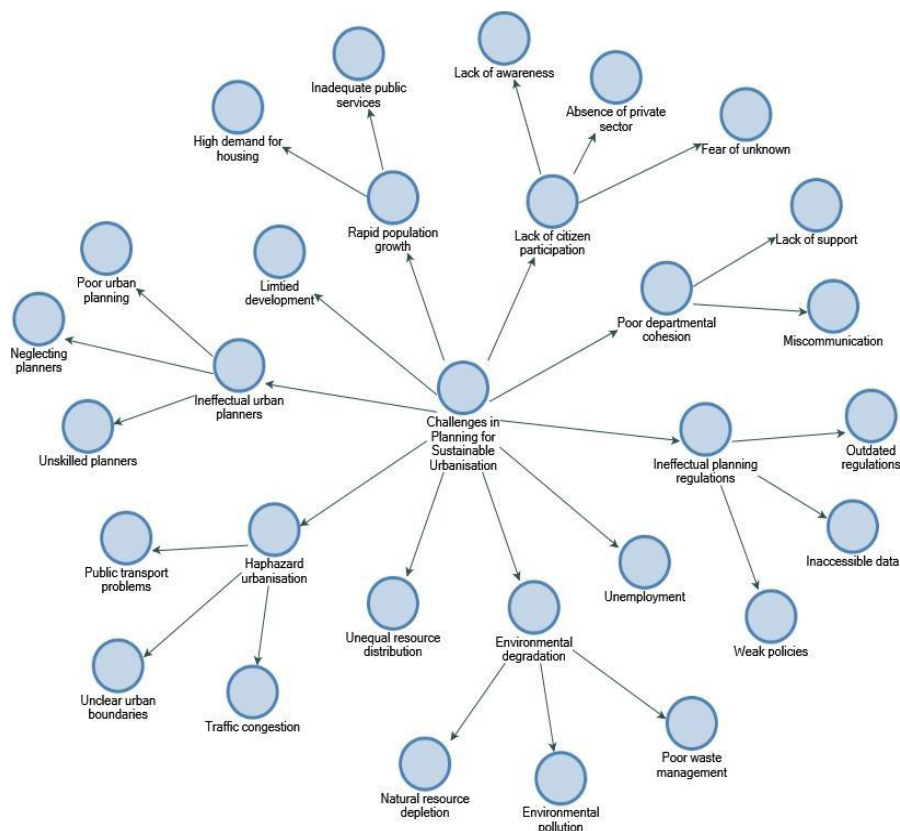 Lack of awareness
Inadequate public
services
Absence of private
sector
High demand for
housing
Fear of unknown
Rapid population
growth
Lack of citizen
participation
Lack of support
Poor urban
planning
Limtied
development
Poor departmental
cohesion
Miscommunication
Neglecting
planners
Ineffectual urban
planners
Challenges in
Planning for
Sustainable
Urbanisation
Unskilled planners
Ineffectual planning
regulations
Outdated
regulations
Inaccessible data
Public transport
problems
Haphazard
urbanisation
Unemployment
Unequal resource
distribution
Environmental
degradation
Weak policies
Unclear urban
boundaries
Traffic congestion
Poor waste
management
Natural resource
depletion
Environmental
pollution